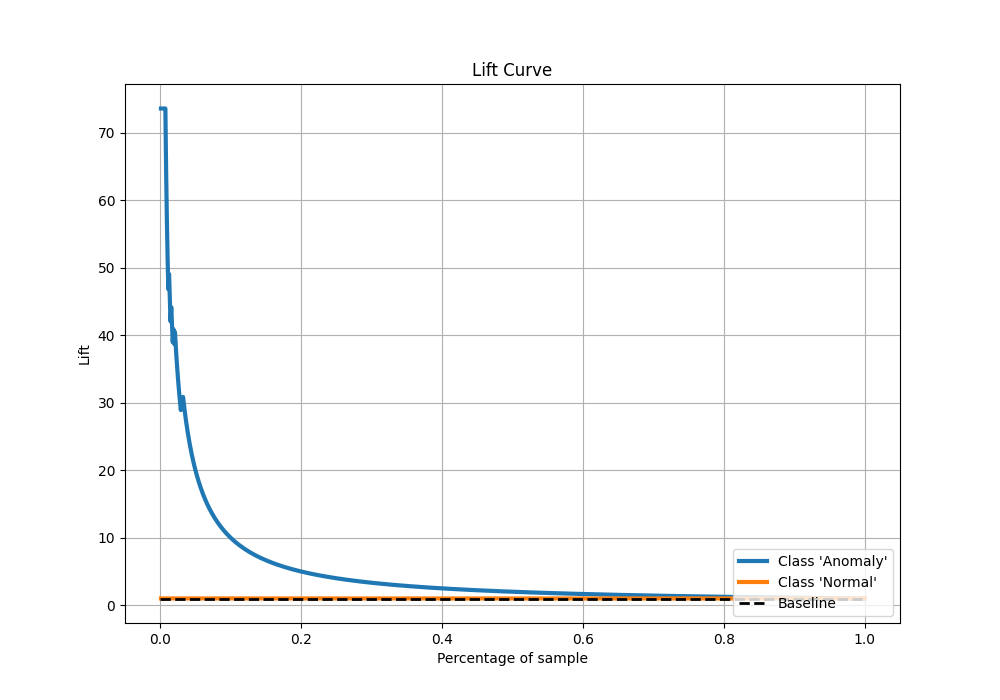 Lift Curve
Lift
70
60
50
40
30
20
10
0
0.0 0.2 0.4 0.6 0.8 1.0
Percentage of sample
Class 'Anomaly'
Class 'Normal'
Baseline